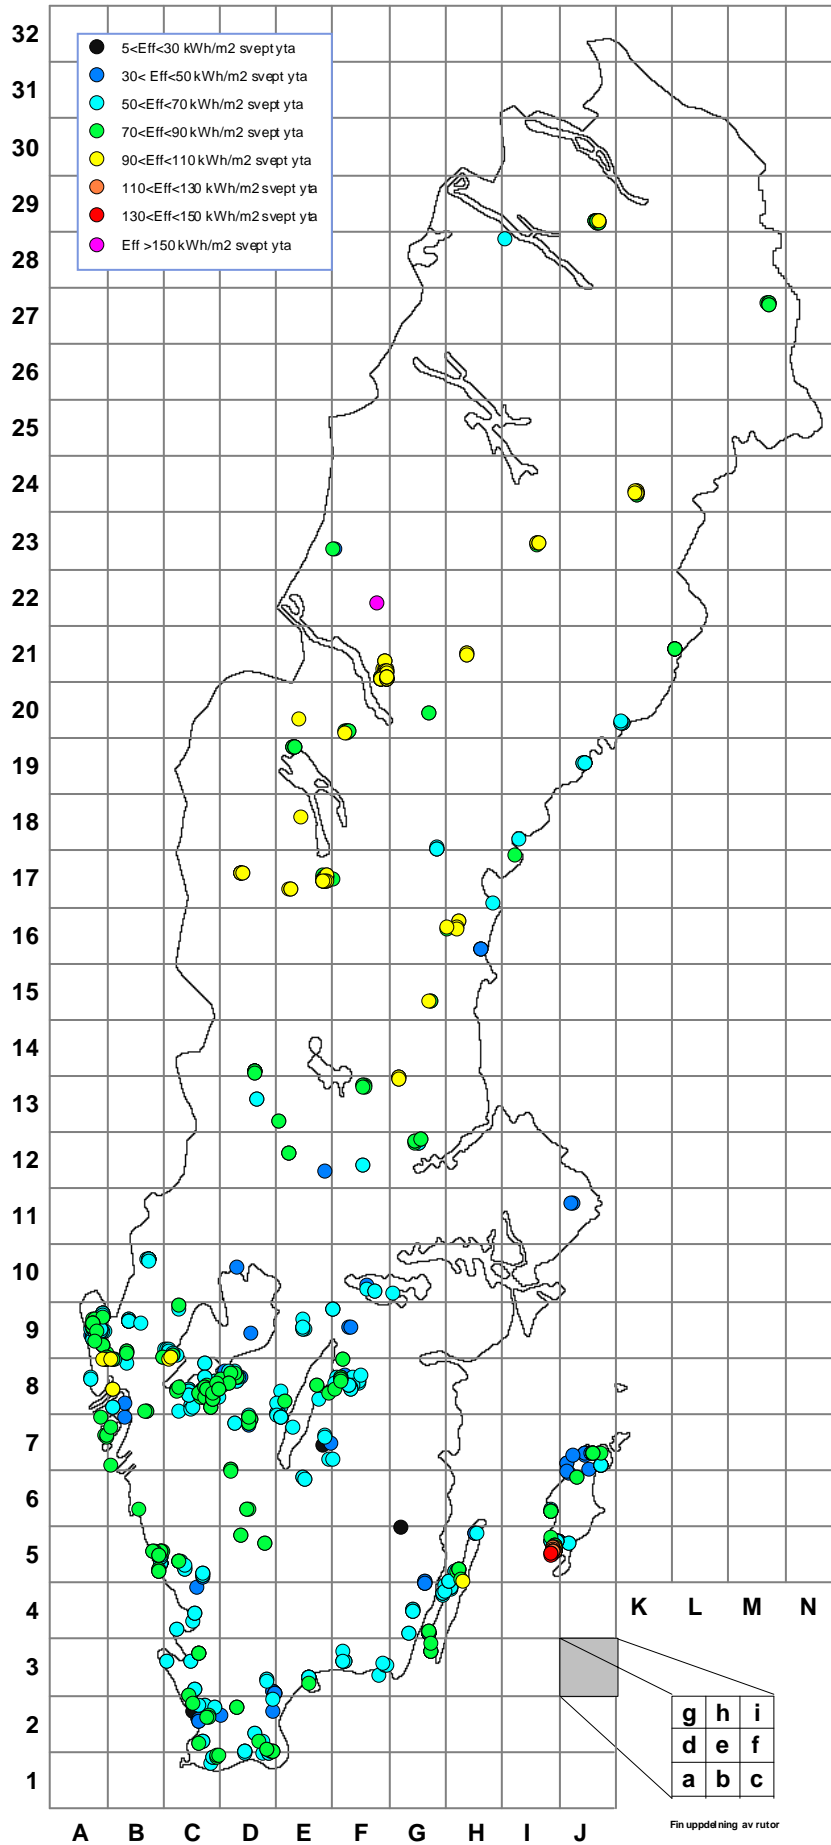 32
5<Eff<30 kWh/m2 svept yta
30< Eff<50 kWh/m2 svept yta
50<Eff<70 kWh/m2 svept yta
70<Eff<90 kWh/m2 svept yta
90<Eff<110 kWh/m2 svept yta
110<Eff<130 kWh/m2 svept yta
130<Eff<150 kWh/m2 svept yta
Eff >150 kWh/m2 svept yta
31
30
29
28
27
26
25
24
23
22
21
20
19
18
17
16
15
14
13
12
11
10
9
8
7
6
5
4
K L M N
3
2
g h i
d e f
a b c
1
Fin uppdelning av rutor
A B C D E F G H I J